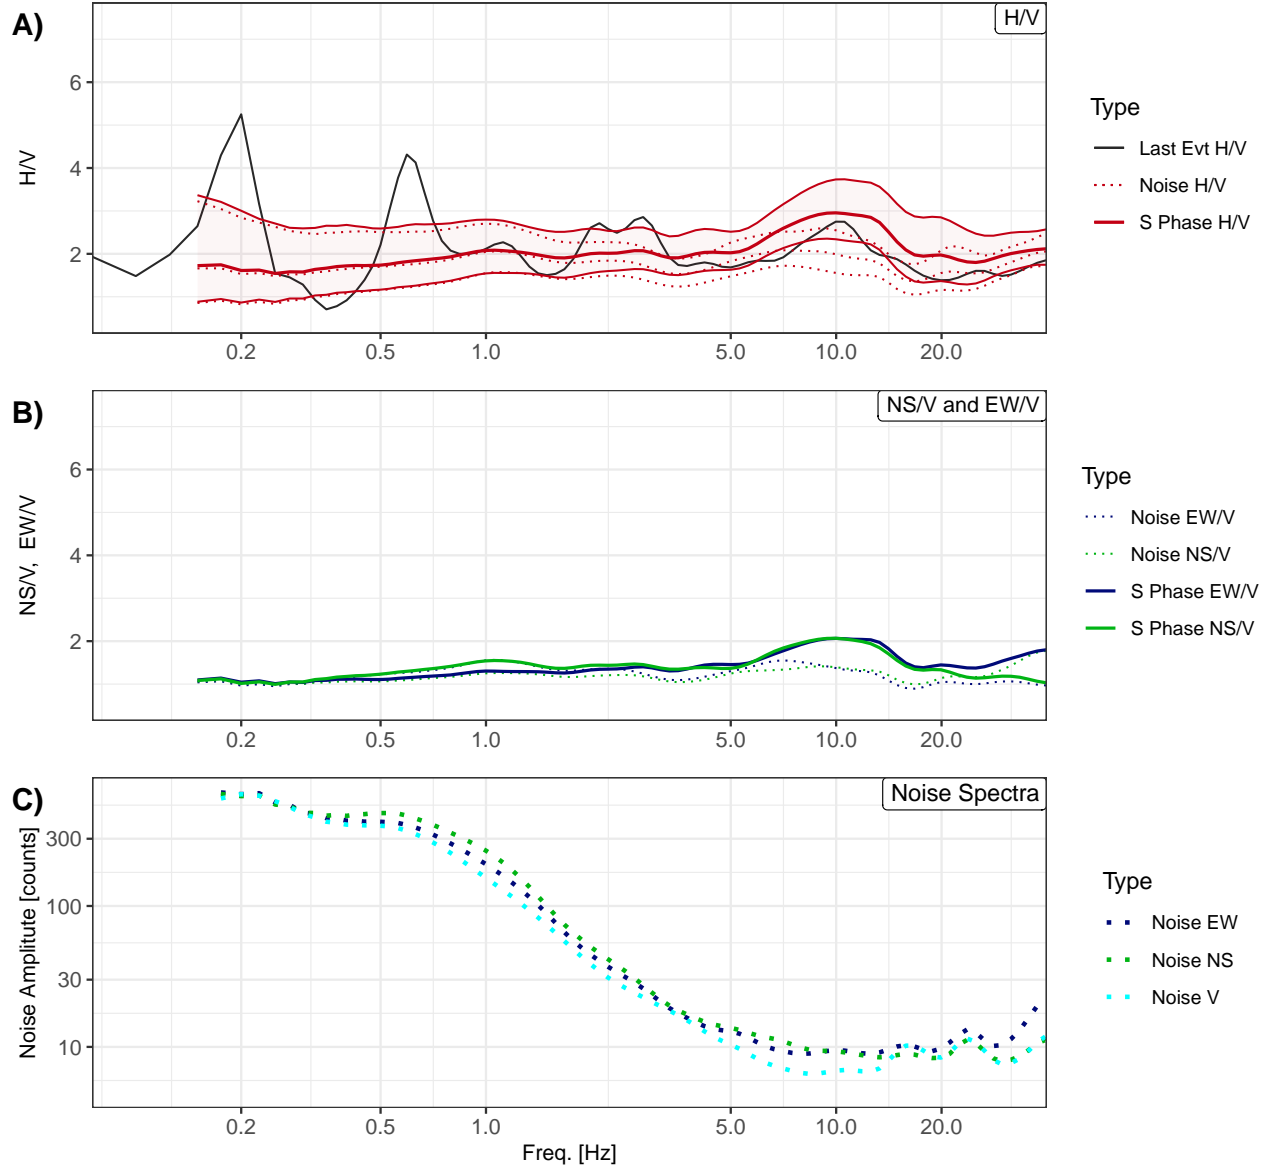 A)
H/V
6
4
2
H/V
0.2 0.5 1.0 5.0 10.0 20.0
Type
Last Evt H/V
Noise H/V
S Phase H/V
B)
NS/V and EW/V
6
4
2
NS/V, EW/V
0.2 0.5 1.0 5.0 10.0 20.0
Type
Noise EW/V
Noise NS/V
S Phase EW/V
S Phase NS/V
C)
Noise Spectra
300
100
30
10
Noise Amplitute [counts]
0.2 0.5 1.0 5.0 10.0 20.0
Freq. [Hz]
Type
Noise EW
Noise NS
Noise V